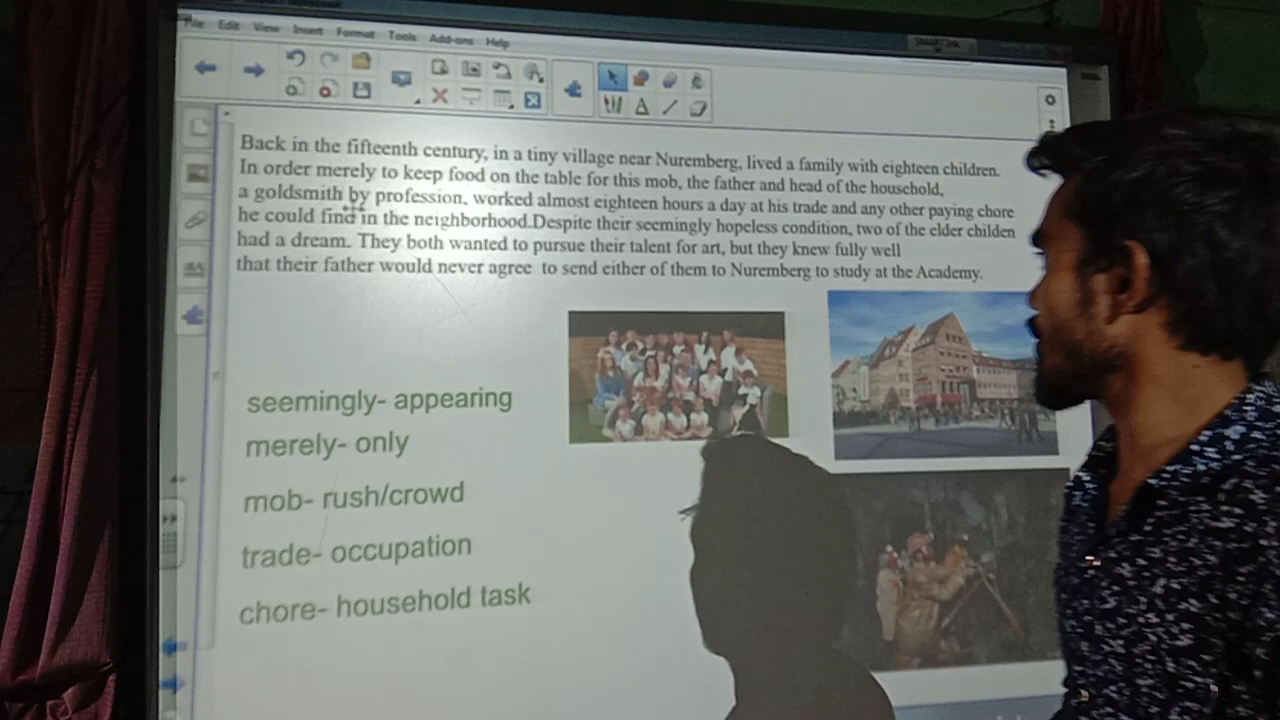 File Edit View Insert Format Tools Add-ons Help
Back in the fifteenth century, in a tiny village near Nuremberg, lived a family with eighteen children.
In order merely to keep food on the table for this mob, the father and head of the household,
a goldsmith by profession, worked almost eighteen hours a day at his trade and any other paying chore
he could find in the neighborhood.Despite their seemingly hopeless condition, two of the elder childen
had a dream. They both wanted to pursue their talent for art, but they knew fully well
that their father would never agree to send either of them to Nuremberg to study at the Academy.
seemingly- appearing
merely- only
mob- rush/crowd
trade- occupation
chore- household task